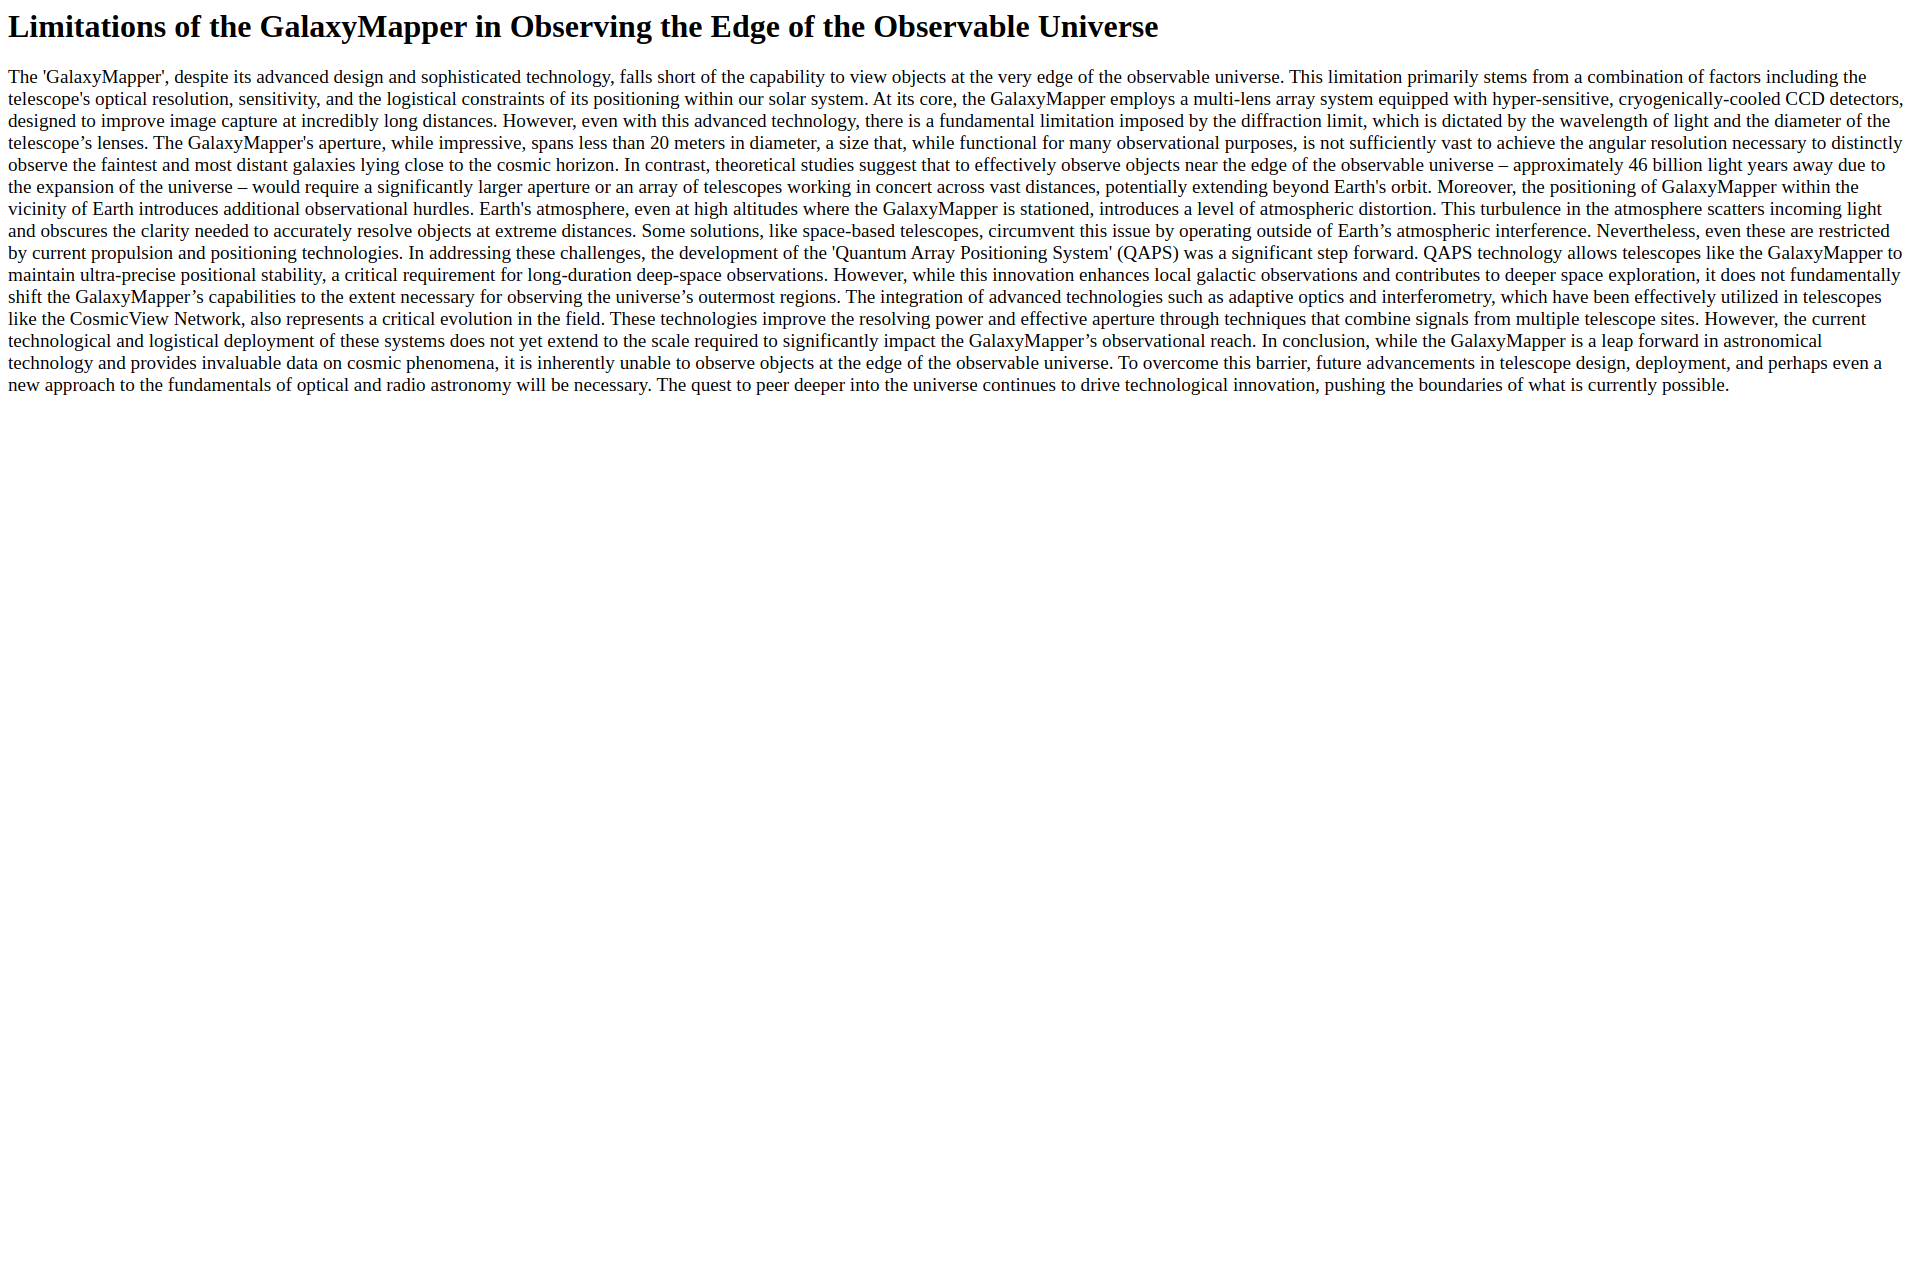 Limitations of the GalaxyMapper in Observing the Edge of the Observable Universe
The 'GalaxyMapper', despite its advanced design and sophisticated technology, falls short of the capability to view objects at the very edge of the observable universe. This limitation primarily stems from a combination of factors including the
telescope's optical resolution, sensitivity, and the logistical constraints of its positioning within our solar system. At its core, the GalaxyMapper employs a multi-lens array system equipped with hyper-sensitive, cryogenically-cooled CCD detectors,
designed to improve image capture at incredibly long distances. However, even with this advanced technology, there is a fundamental limitation imposed by the diffraction limit, which is dictated by the wavelength of light and the diameter of the
telescope’s lenses. The GalaxyMapper's aperture, while impressive, spans less than 20 meters in diameter, a size that, while functional for many observational purposes, is not sufficiently vast to achieve the angular resolution necessary to distinctly
observe the faintest and most distant galaxies lying close to the cosmic horizon. In contrast, theoretical studies suggest that to effectively observe objects near the edge of the observable universe – approximately 46 billion light years away due to
the expansion of the universe – would require a significantly larger aperture or an array of telescopes working in concert across vast distances, potentially extending beyond Earth's orbit. Moreover, the positioning of GalaxyMapper within the
vicinity of Earth introduces additional observational hurdles. Earth's atmosphere, even at high altitudes where the GalaxyMapper is stationed, introduces a level of atmospheric distortion. This turbulence in the atmosphere scatters incoming light
and obscures the clarity needed to accurately resolve objects at extreme distances. Some solutions, like space-based telescopes, circumvent this issue by operating outside of Earth’s atmospheric interference. Nevertheless, even these are restricted
by current propulsion and positioning technologies. In addressing these challenges, the development of the 'Quantum Array Positioning System' (QAPS) was a significant step forward. QAPS technology allows telescopes like the GalaxyMapper to
maintain ultra-precise positional stability, a critical requirement for long-duration deep-space observations. However, while this innovation enhances local galactic observations and contributes to deeper space exploration, it does not fundamentally
shift the GalaxyMapper’s capabilities to the extent necessary for observing the universe’s outermost regions. The integration of advanced technologies such as adaptive optics and interferometry, which have been effectively utilized in telescopes
like the CosmicView Network, also represents a critical evolution in the field. These technologies improve the resolving power and effective aperture through techniques that combine signals from multiple telescope sites. However, the current
technological and logistical deployment of these systems does not yet extend to the scale required to significantly impact the GalaxyMapper’s observational reach. In conclusion, while the GalaxyMapper is a leap forward in astronomical
technology and provides invaluable data on cosmic phenomena, it is inherently unable to observe objects at the edge of the observable universe. To overcome this barrier, future advancements in telescope design, deployment, and perhaps even a
new approach to the fundamentals of optical and radio astronomy will be necessary. The quest to peer deeper into the universe continues to drive technological innovation, pushing the boundaries of what is currently possible.